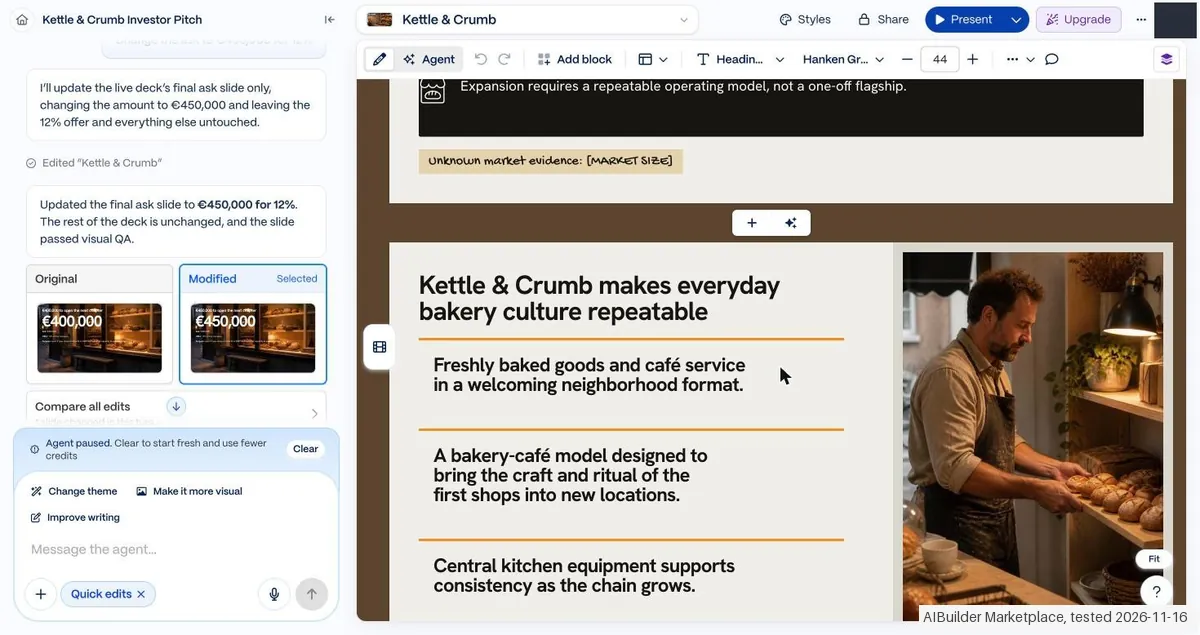 Kettle & Crumb Investor Pitch
Kettle & Crumb
Styles
Share
Present
Upgrade
Agent
Add block
Headin...
Hanken Gr...
44
I'll update the live deck's final ask slide only,
changing the amount to €450,000 and leaving the
12% offer and everything else untouched.
Edited "Kettle & Crumb"
Updated the final ask slide to €450,000 for 12%.
The rest of the deck is unchanged, and the slide
passed visual QA.
Original
Modified
Selected
€400,000
€450,000
Compare all edits
Agent paused. Clear to start fresh and use fewer
credits
Clear
Change theme
Make it more visual
Improve writing
Message the agent...
Quick edits
Expansion requires a repeatable operating model, not a one-off flagship.
Unknown market evidence: [MARKET SIZE]
Kettle & Crumb makes everyday
bakery culture repeatable
Freshly baked goods and café service
in a welcoming neighborhood format.
A bakery-café model designed to
bring the craft and ritual of the
first shops into new locations.
Central kitchen equipment supports
consistency as the chain grows.
Fit
?
AIBuilder Marketplace, tested 2026-11-16